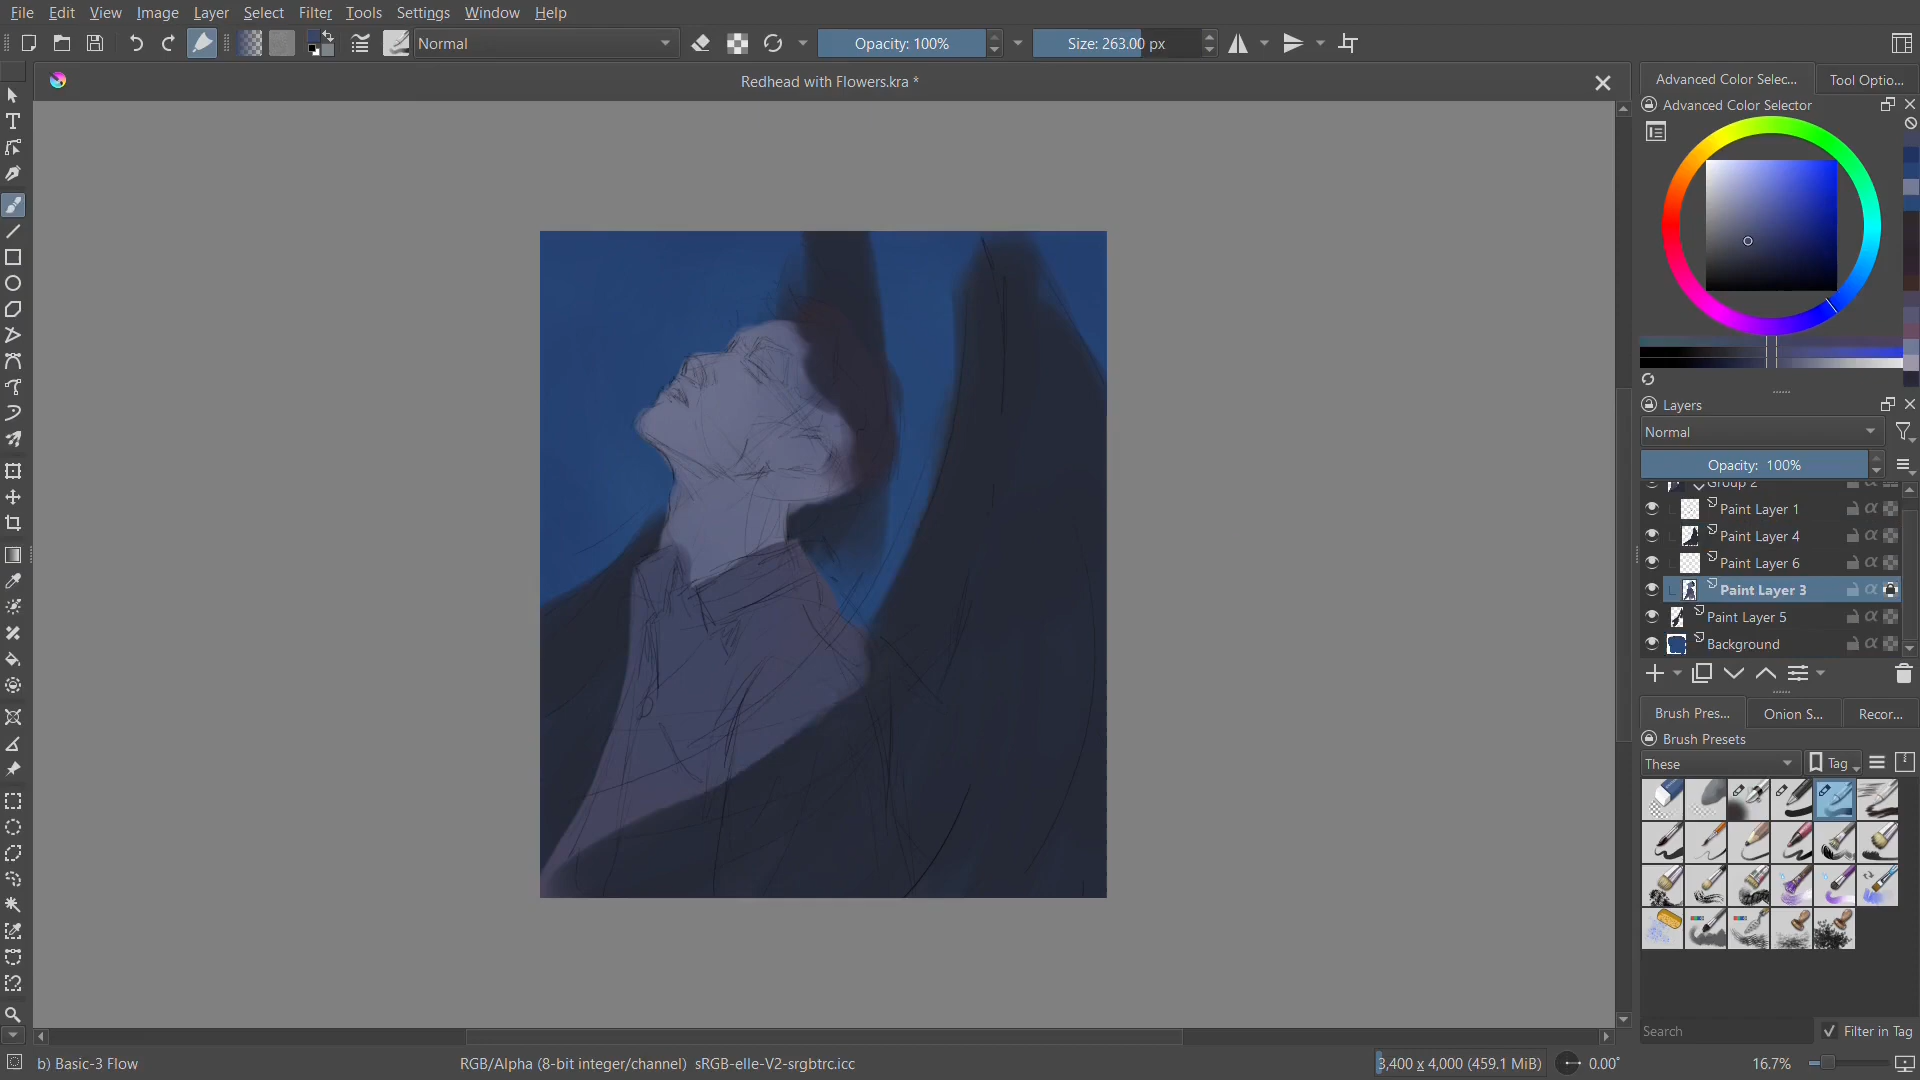 File Edit View Image Layer Select Filter Tools Settings Window Help
Normal Opacity: 100% Size: 263.00 px
Redhead with Flowers.kra *
Advanced Color Selec... Tool Optio...
Advanced Color Selector
Layers
Normal
Opacity: 100%
Group 2
Paint Layer 1
Paint Layer 4
Paint Layer 6
Paint Layer 3
Paint Layer 5
Background
Brush Pres... Onion S... Recor...
Brush Presets
These Tag
Search Filter in Tag
b) Basic-3 Flow RGB/Alpha (8-bit integer/channel) sRGB-elle-V2-srgbtrc.icc 3,400 x 4,000 (459.1 MiB) 0.00° 16.7%